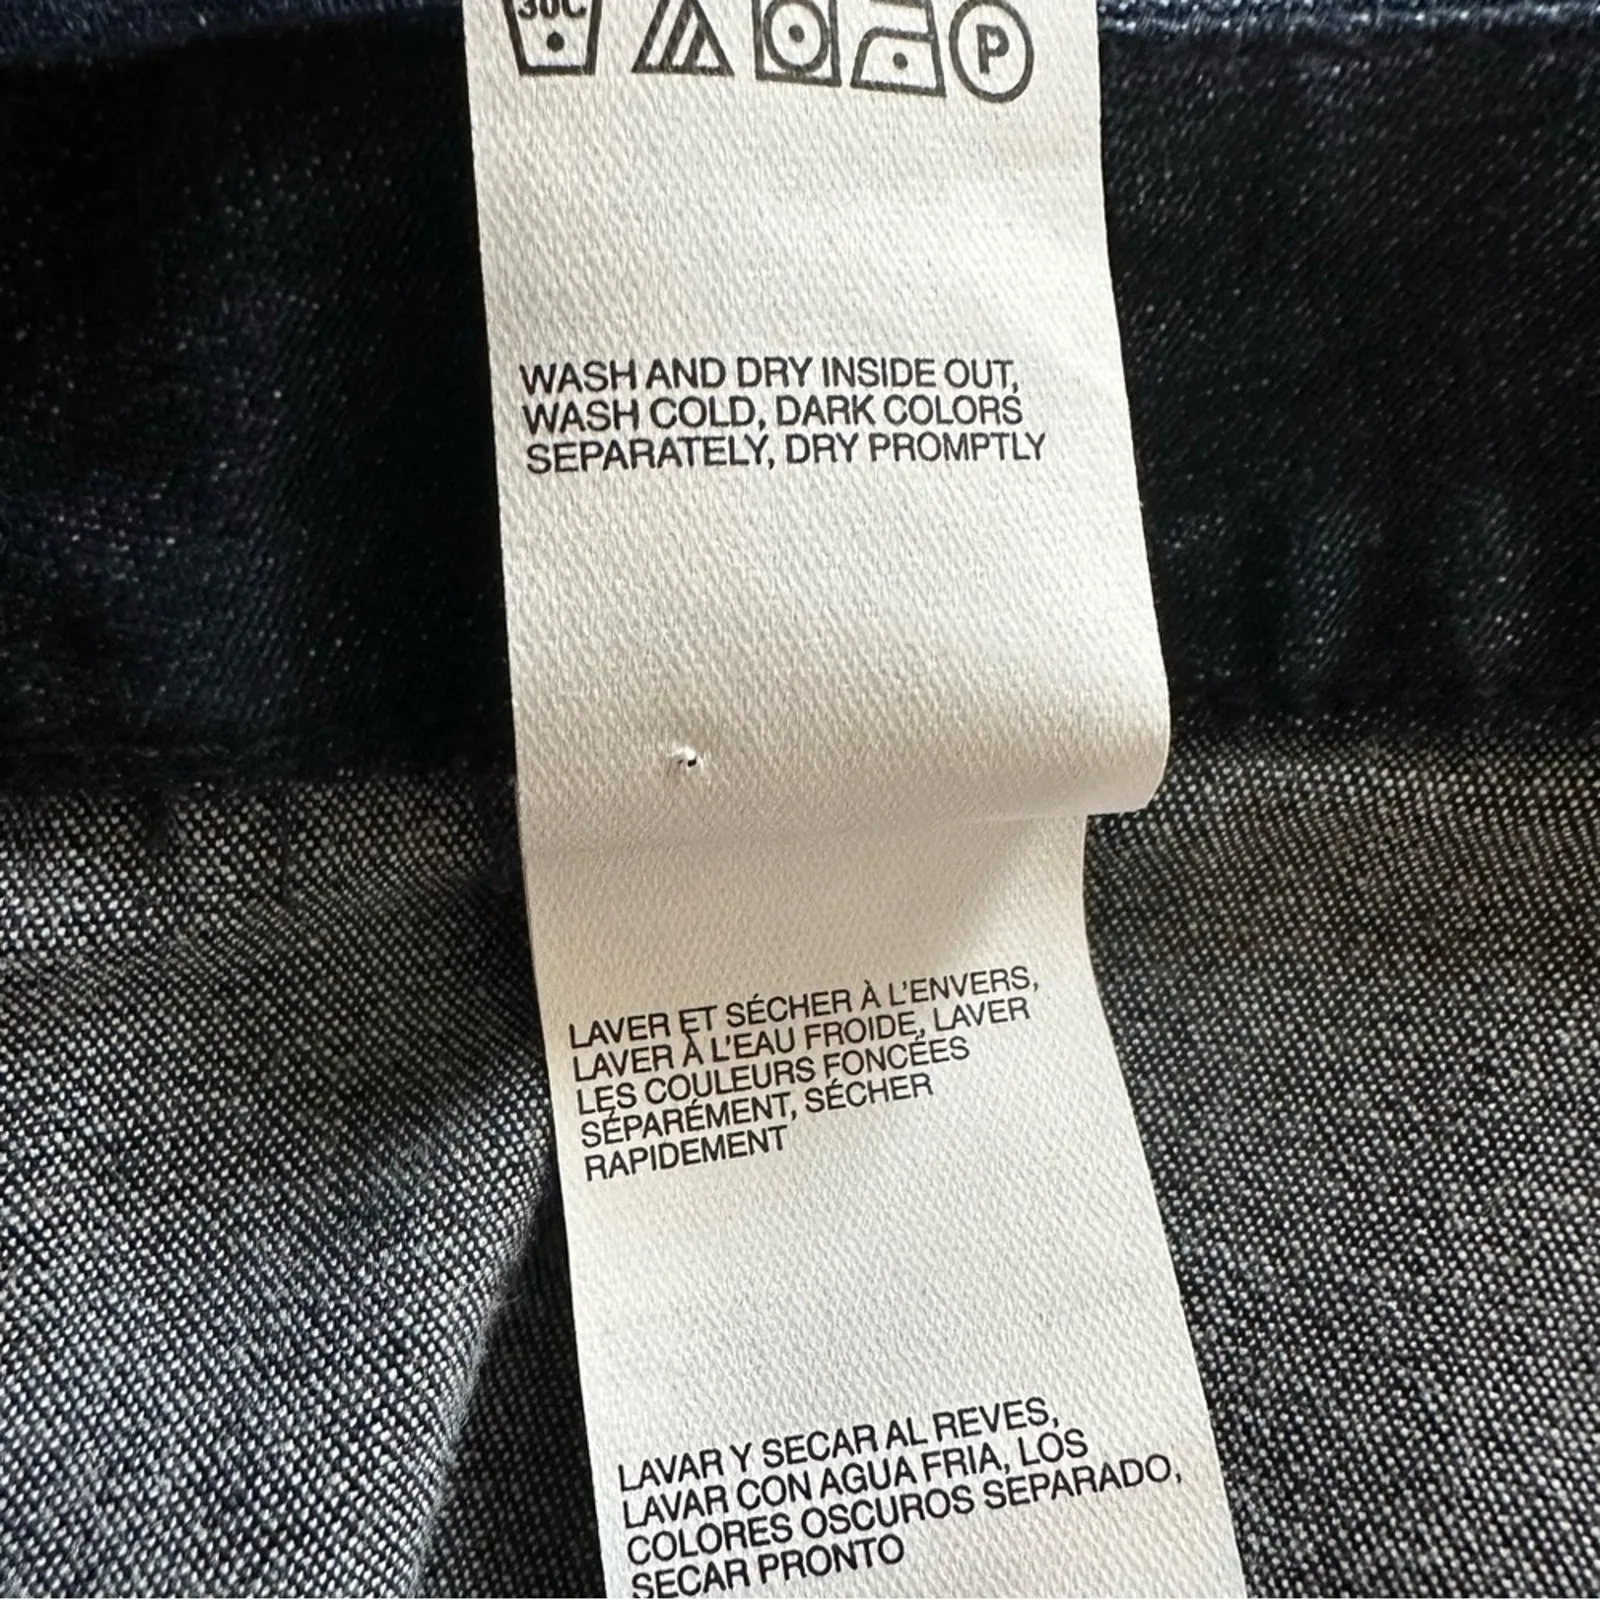 30C
P
WASH AND DRY INSIDE OUT,
WASH COLD, DARK COLORS
SEPARATELY, DRY PROMPTLY
LAVER ET SÉCHER À L'ENVERS,
LAVER À L'EAU FROIDE, LAVER
LES COULEURS FONCÉES
SÉPARÉMENT, SÉCHER
RAPIDEMENT
LAVAR Y SECAR AL REVES,
LAVAR CON AGUA FRIA, LOS
COLORES OSCUROS SEPARADO,
SECAR PRONTO